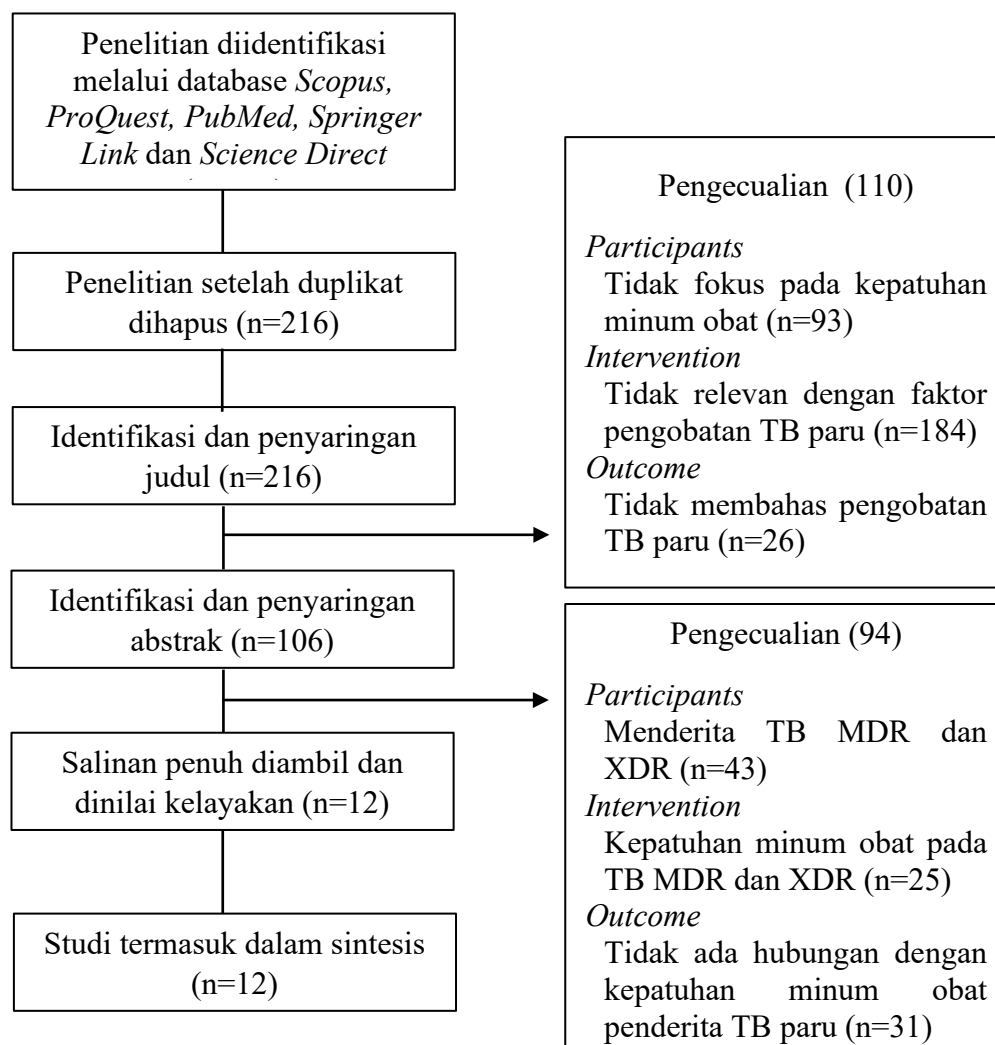 Penelitian diidentifikasi
melalui database Scopus,
ProQuest, PubMed, Springer
Link dan Science Direct
Penelitian setelah duplikat
dihapus (n=216)
Identifikasi dan penyaringan
judul (n=216)
Identifikasi dan penyaringan
abstrak (n=106)
Salinan penuh diambil dan
dinilai kelayakan (n=12)
Studi termasuk dalam sintesis
(n=12)
Pengecualian (110)
Participants
Tidak fokus pada kepatuhan
minum obat (n=93)
Intervention
Tidak relevan dengan faktor
pengobatan TB paru (n=184)
Outcome
Tidak membahas pengobatan
TB paru (n=26)
Pengecualian (94)
Participants
Menderita TB MDR dan
XDR (n=43)
Intervention
Kepatuhan minum obat pada
TB MDR dan XDR (n=25)
Outcome
Tidak ada hubungan dengan
kepatuhan minum obat
penderita TB paru (n=31)